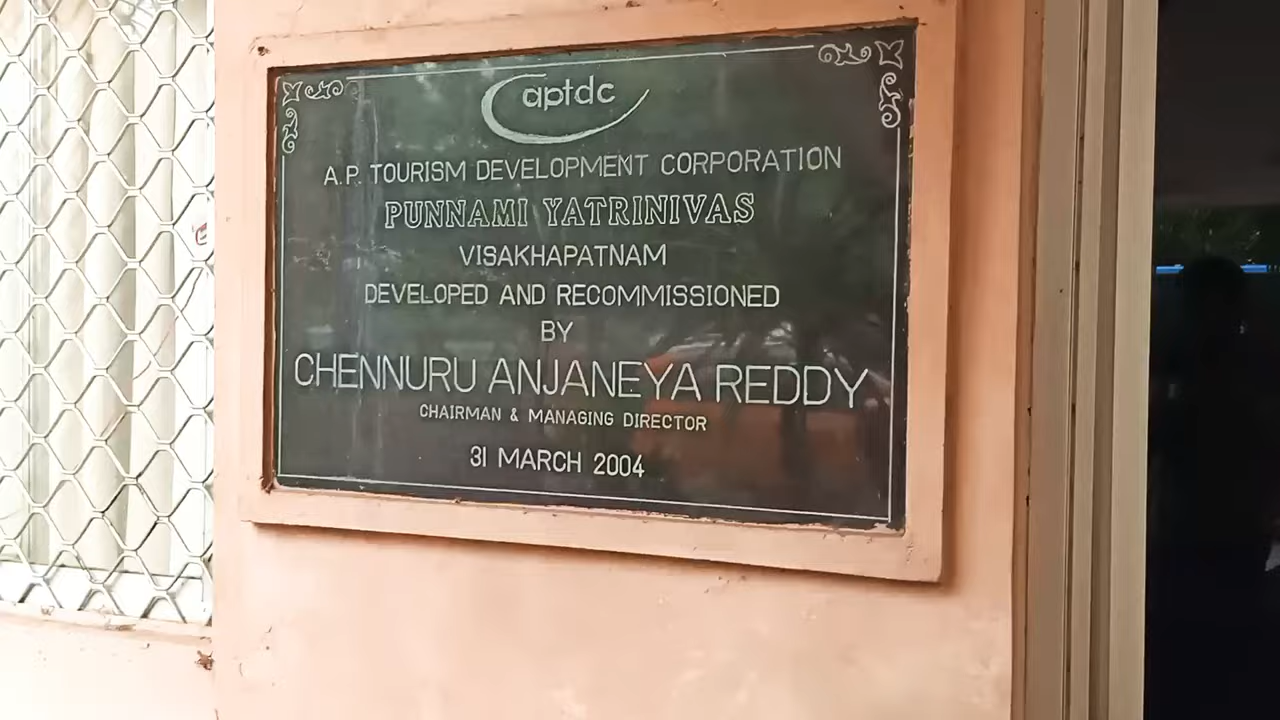 aptdc
A.P. TOURISM DEVELOPMENT CORPORATION
PUNNAMI YATRINIVAS
VISAKHAPATNAM
DEVELOPED AND RECOMMISSIONED
BY
CHENNURU ANJANEYA REDDY
CHAIRMAN & MANAGING DIRECTOR
31 MARCH 2004